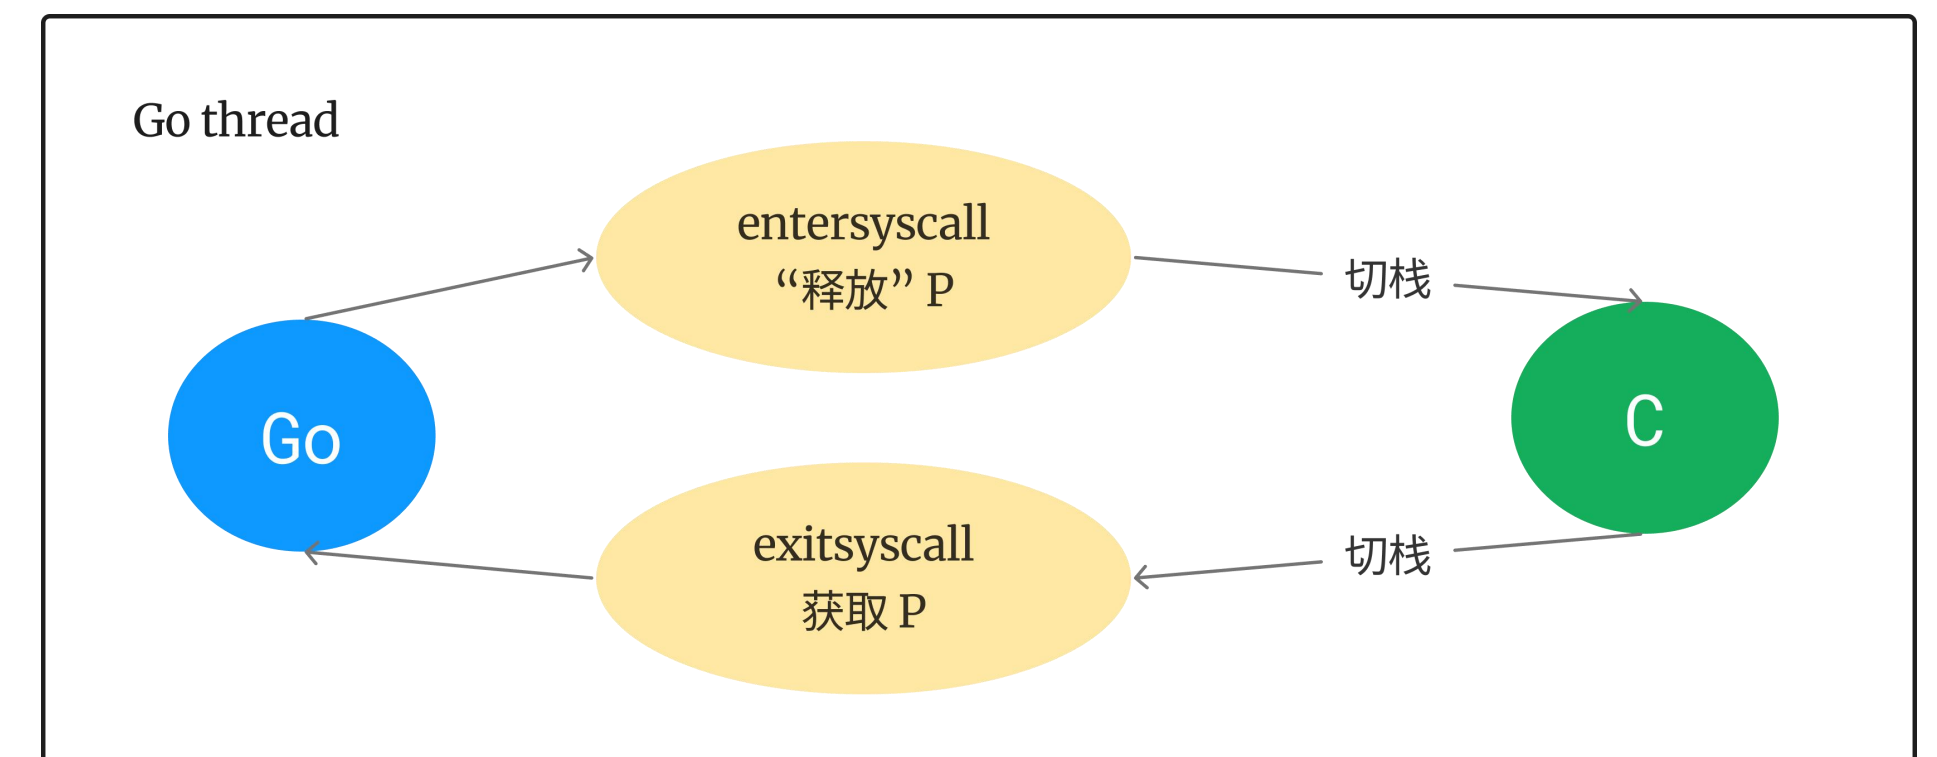 Go thread
entersyscall
“释放” P
切栈
Go
C
exitsyscall
获取 P
切栈